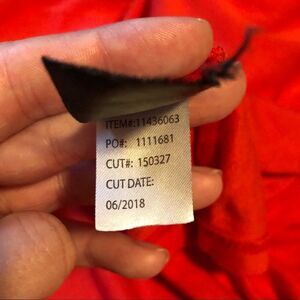 ITEM#:11436063
PO#: 1111681
CUT#: 150327
CUT DATE:
06/2018